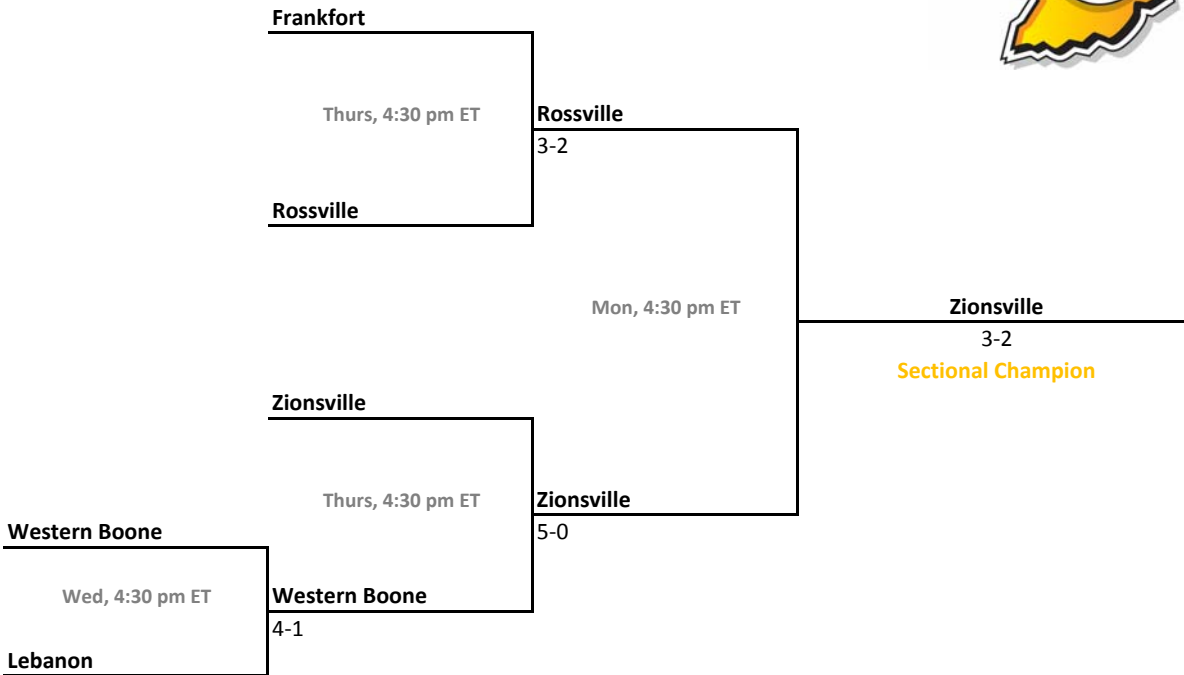 Frankfort
Thurs, 4:30 pm ET
Rossville
3-2
Rossville
Mon, 4:30 pm ET
Zionsville
3-2
Sectional Champion
Zionsville
Thurs, 4:30 pm ET
Zionsville
5-0
Western Boone
Wed, 4:30 pm ET
Western Boone
4-1
Lebanon